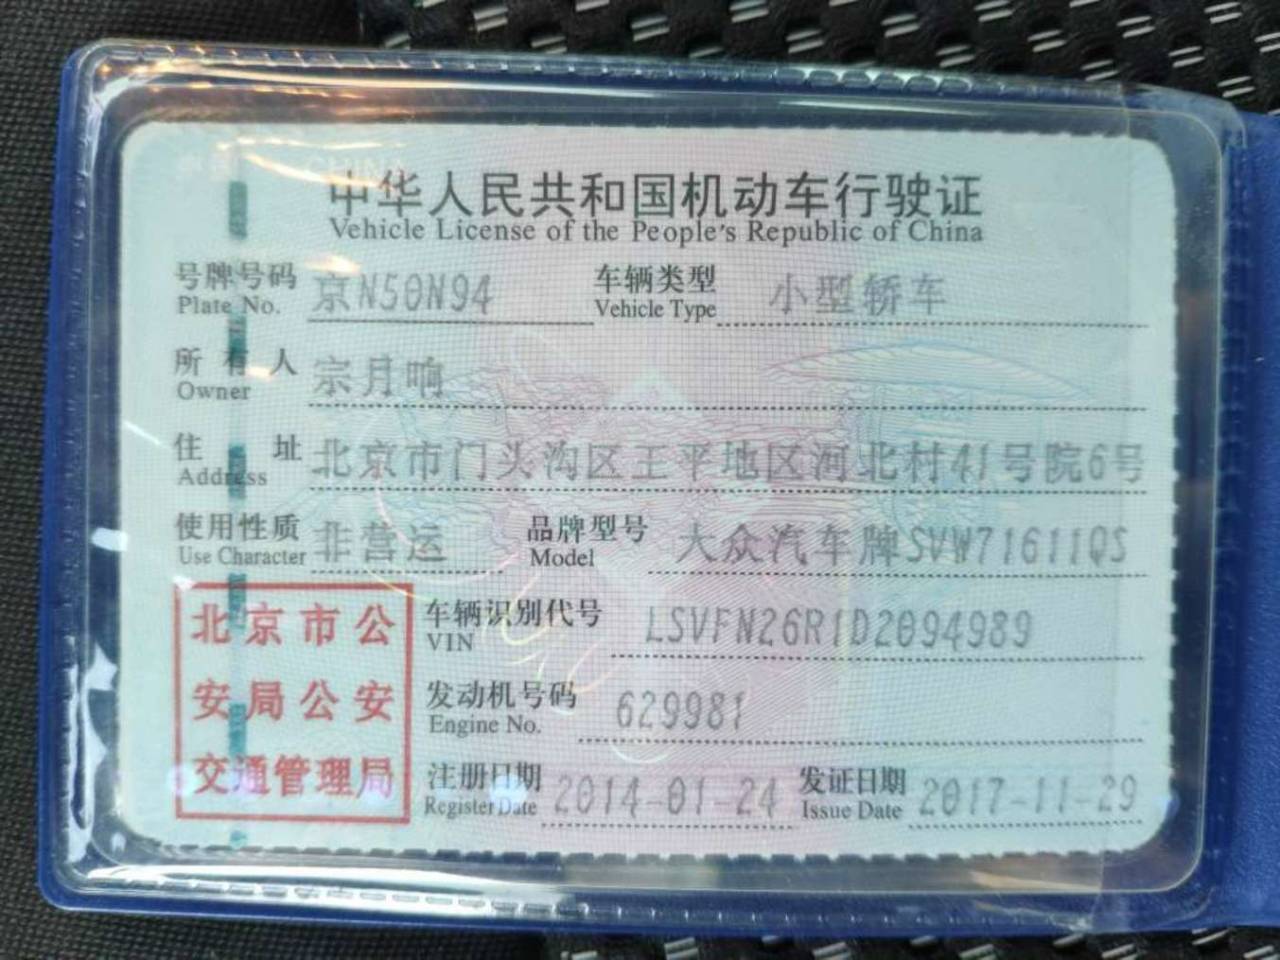 中华人民共和国机动车行驶证
Vehicle License of the People's Republic of China
号牌号码 京N50N94 车辆类型 小型轿车
Plate No. Vehicle Type
所有人 宗月响
Owner
住址 北京市门头沟区王平地区河北村41号院6号
Address
使用性质 非营运 品牌型号 大众汽车牌SVW71611QS
Use Character Model
北京市公
安局公安
交通管理局
车辆识别代号 LSVFN26R1D2094989
VIN
发动机号码 629981
Engine No.
注册日期 2014-01-24 发证日期 2017-11-29
Register Date Issue Date